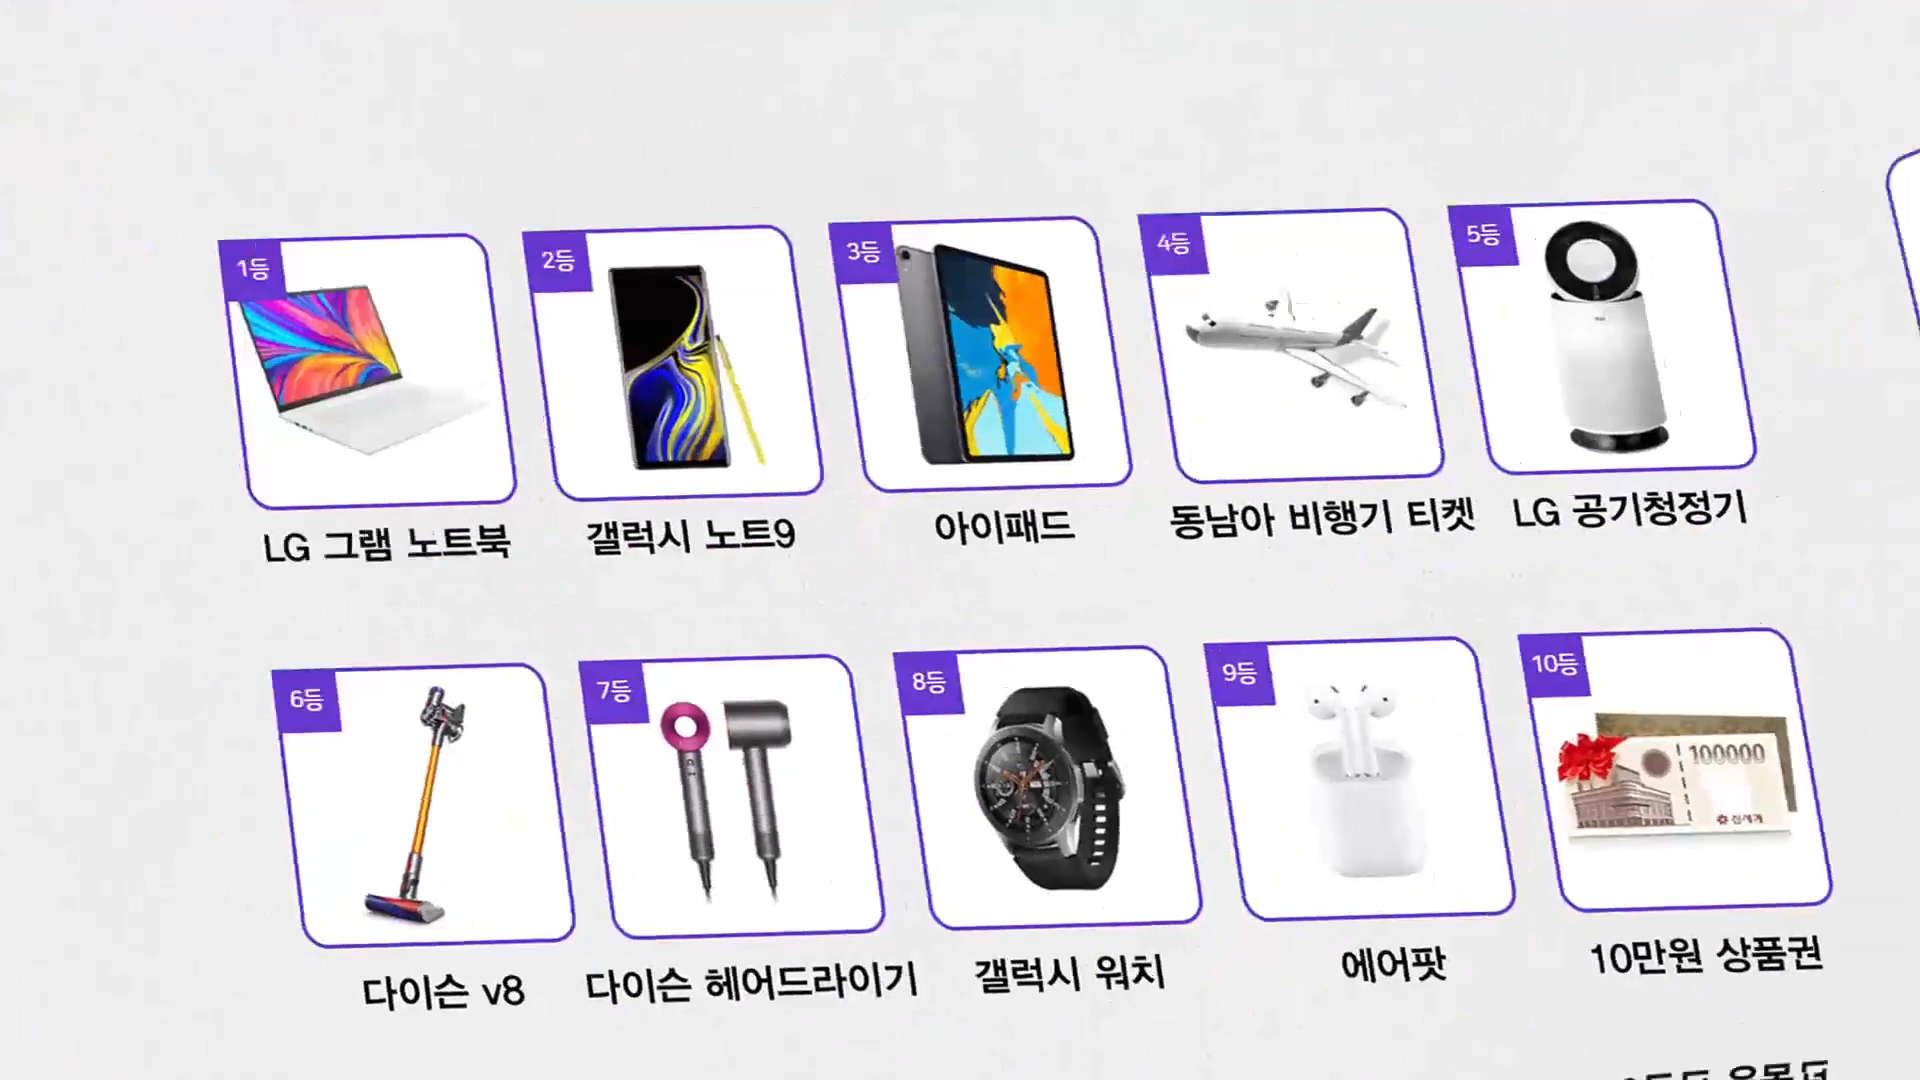 1등
2등
3등
4등
5등
LG 그램 노트북
갤럭시 노트9
아이패드
동남아 비행기 티켓
LG 공기청정기
6등
7등
8등
9등
10등
100000
신세계
다이슨 v8
다이슨 헤어드라이기
갤럭시 워치
에어팟
10만원 상품권